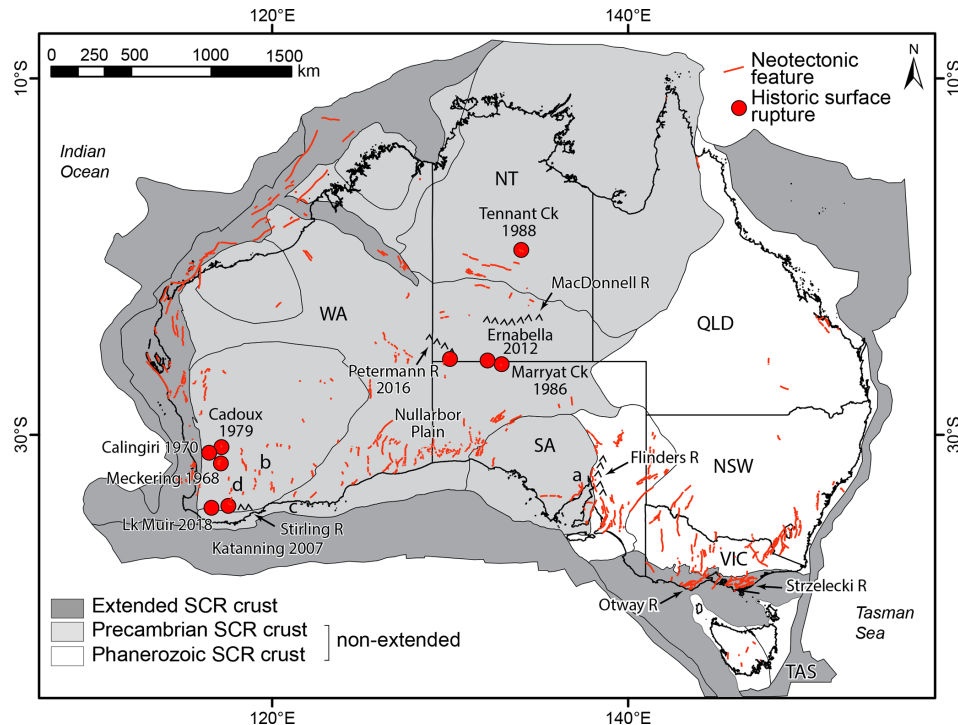 120°E
140°E
0 250 500 1000 1500
km
N
Neotectonic
feature
Historic surface
rupture
10°S
10°S
Indian
Ocean
NT
Tennant Ck
1988
MacDonnell R
WA
QLD
Ernabella
2012
Petermann R
2016
Marryat Ck
1986
Cadoux
1979
Nullarbor
Plain
30°S
30°S
Calingiri 1970
SA
Flinders R
NSW
Meckering 1968
b
a
d
c
Lk Muir 2018
Stirling R
Katanning 2007
VIC
Strzelecki R
Otway R
Extended SCR crust
Precambrian SCR crust
non-extended
Phanerozoic SCR crust
Tasman
Sea
TAS
120°E
140°E